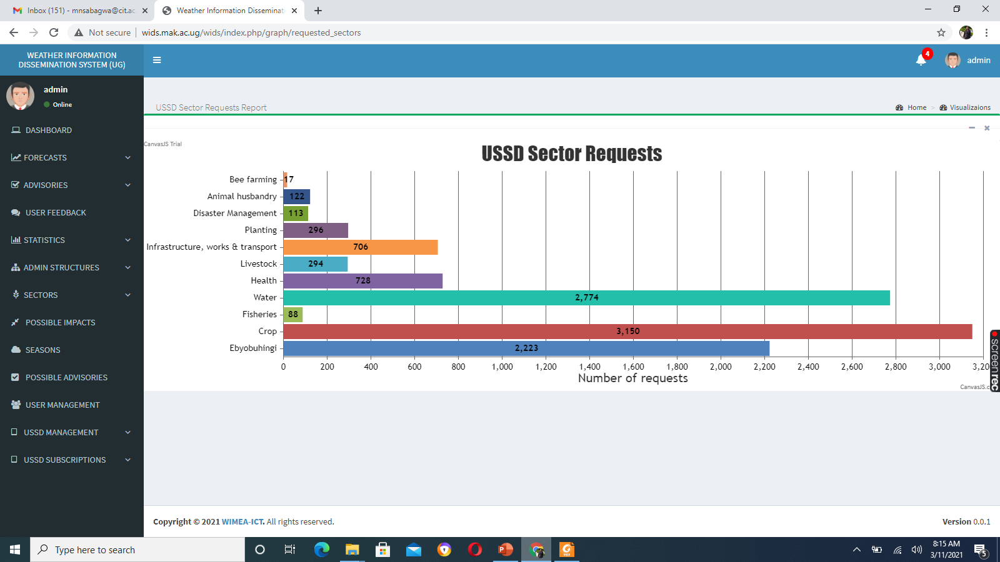 Inbox (151) - mnsabagwa@cit.ac.
Weather Information Disseminati
Not secure
wids.mak.ac.ug/wids/index.php/graph/requested_sectors
WEATHER INFORMATION
DISSEMINATION SYSTEM (UG)
4
admin
admin
Online
USSD Sector Requests Report
Home > Visualizaions
DASHBOARD
FORECASTS
ADVISORIES
USER FEEDBACK
STATISTICS
ADMIN STRUCTURES
SECTORS
POSSIBLE IMPACTS
SEASONS
POSSIBLE ADVISORIES
USER MANAGEMENT
USSD MANAGEMENT
USSD SUBSCRIPTIONS
CanvasJS Trial
USSD Sector Requests
Bee farming 17
Animal husbandry 122
Disaster Management 113
Planting 296
Infrastructure, works & transport 706
Livestock 294
Health 728
Water 2,774
Fisheries 88
Crop 3,150
Ebyobuhingi 2,223
0 200 400 600 800 1,000 1,200 1,400 1,600 1,800 2,000 2,200 2,400 2,600 2,800 3,000 3,20
Number of requests
CanvasJS.c
screenrec
Copyright © 2021 WIMEA-ICT. All rights reserved.
Version 0.0.1
Type here to search
8:15 AM
3/11/2021
5